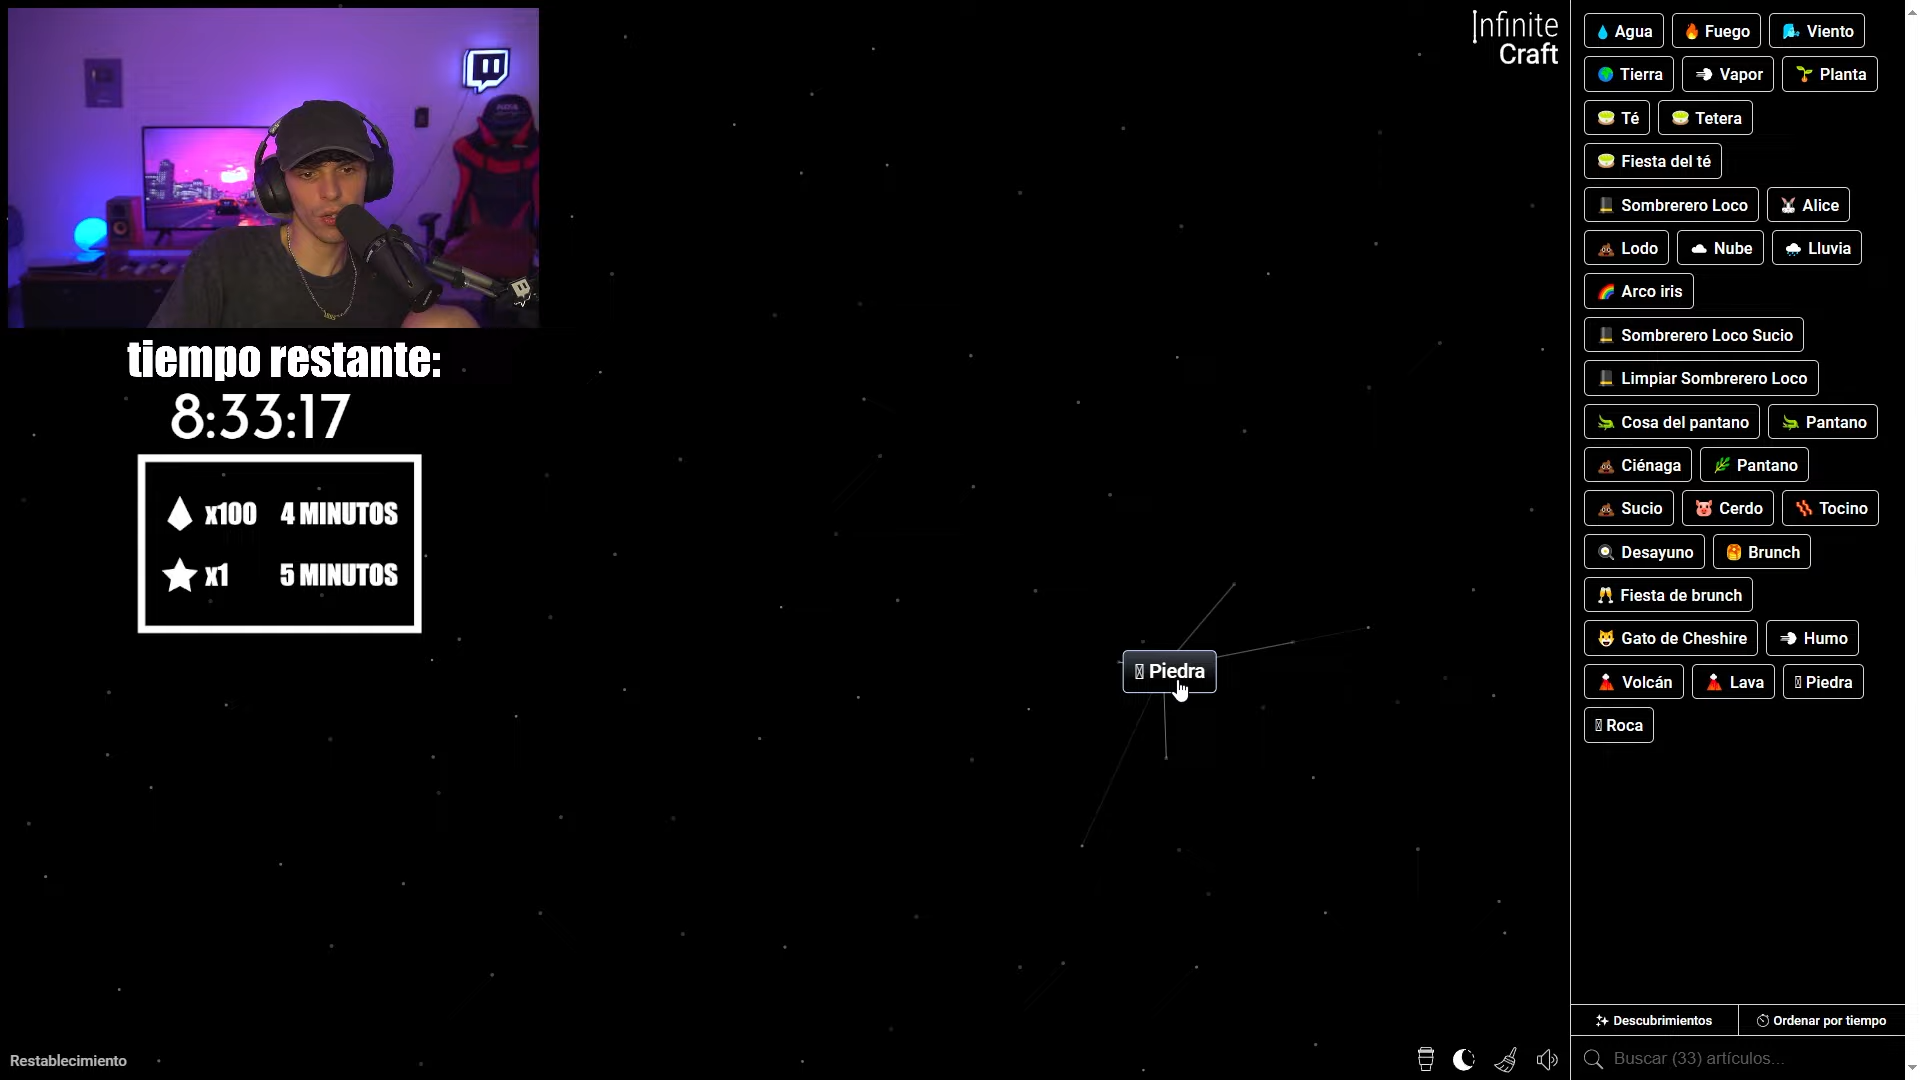 Infinite
Craft
tiempo restante:
8:33:17
x100 4 MINUTOS
x1 5 MINUTOS
Piedra
Restablecimiento
Agua Fuego Viento
Tierra Vapor Planta
Té Tetera
Fiesta del té
Sombrerero Loco Alice
Lodo Nube Lluvia
Arco iris
Sombrerero Loco Sucio
Limpiar Sombrerero Loco
Cosa del pantano Pantano
Ciénaga Pantano
Sucio Cerdo Tocino
Desayuno Brunch
Fiesta de brunch
Gato de Cheshire Humo
Volcán Lava Piedra
Roca
Descubrimientos Ordenar por tiempo
Buscar (33) artículos...